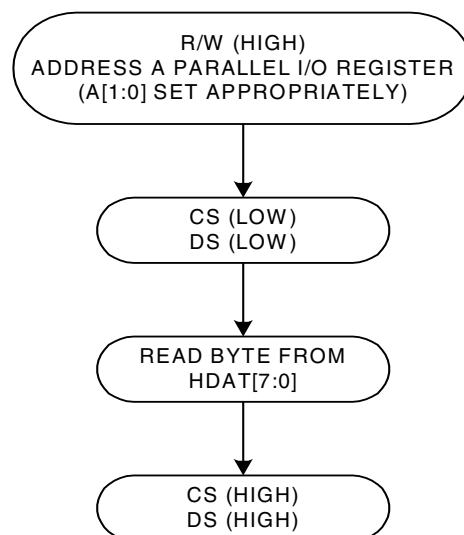 R/W (HIGH)
ADDRESS A PARALLEL I/O REGISTER
(A[1:0] SET APPROPRIATELY)
CS (LOW)
DS (LOW)
READ BYTE FROM
HDAT[7:0]
CS (HIGH)
DS (HIGH)